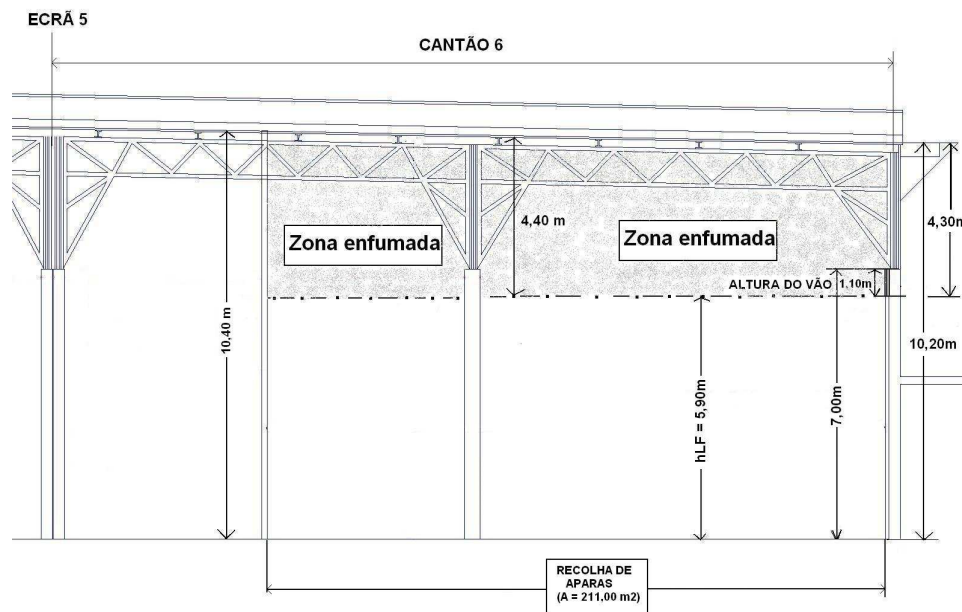 ECRÃ 5
CANTÃO 6
Zona enfumada
4,40 m
Zona enfumada
4,30m
ALTURA DO VÃO 1,10m
10,40 m
hLF = 5,90m
7,00m
10,20m
RECOLHA DE
APARAS
(A = 211,00 m2)